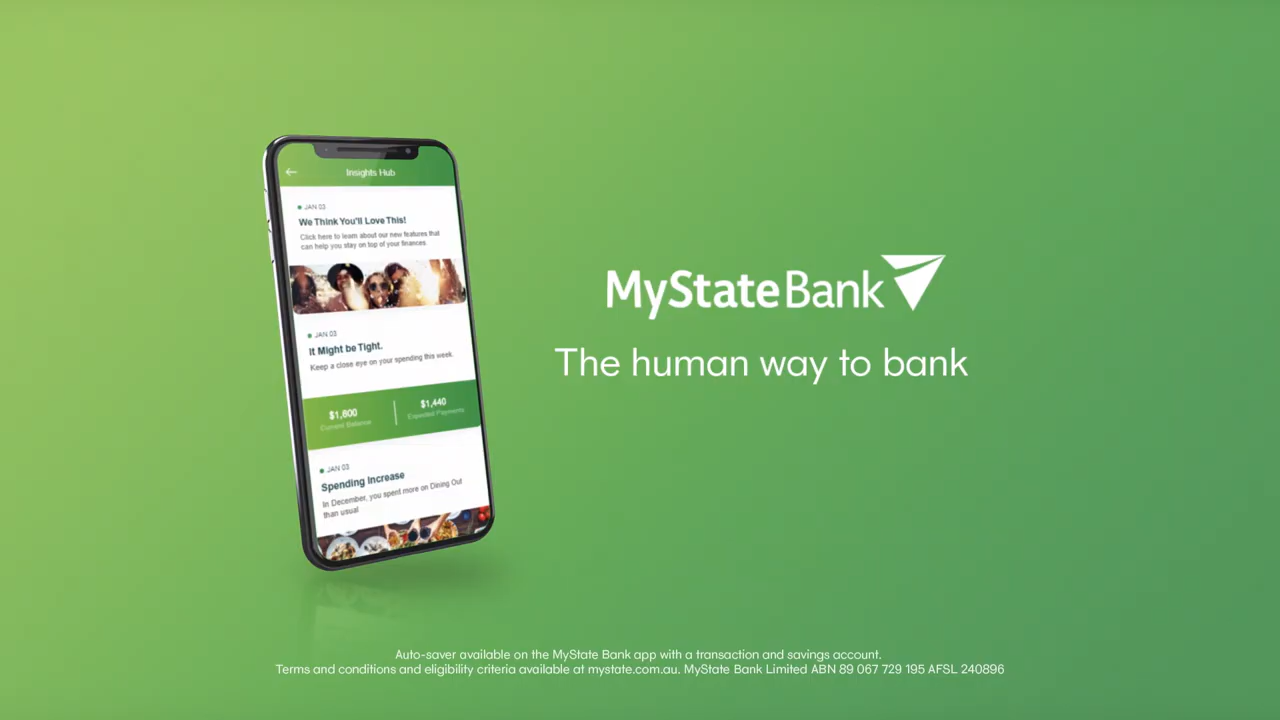 Insights Hub
JAN 03
We Think You'll Love This!
Click here to learn about our new features that
can help you stay on top of your finances.
JAN 03
It Might be Tight.
Keep a close eye on your spending this week.
$1,800 $1,440
Current Balance Expected Payments
JAN 03
Spending Increase
In December, you spent more on Dining Out
than usual
MyStateBank
The human way to bank
Auto-saver available on the MyState Bank app with a transaction and savings account.
Terms and conditions and eligibility criteria available at mystate.com.au. MyState Bank Limited ABN 89 067 729 195 AFSL 240896